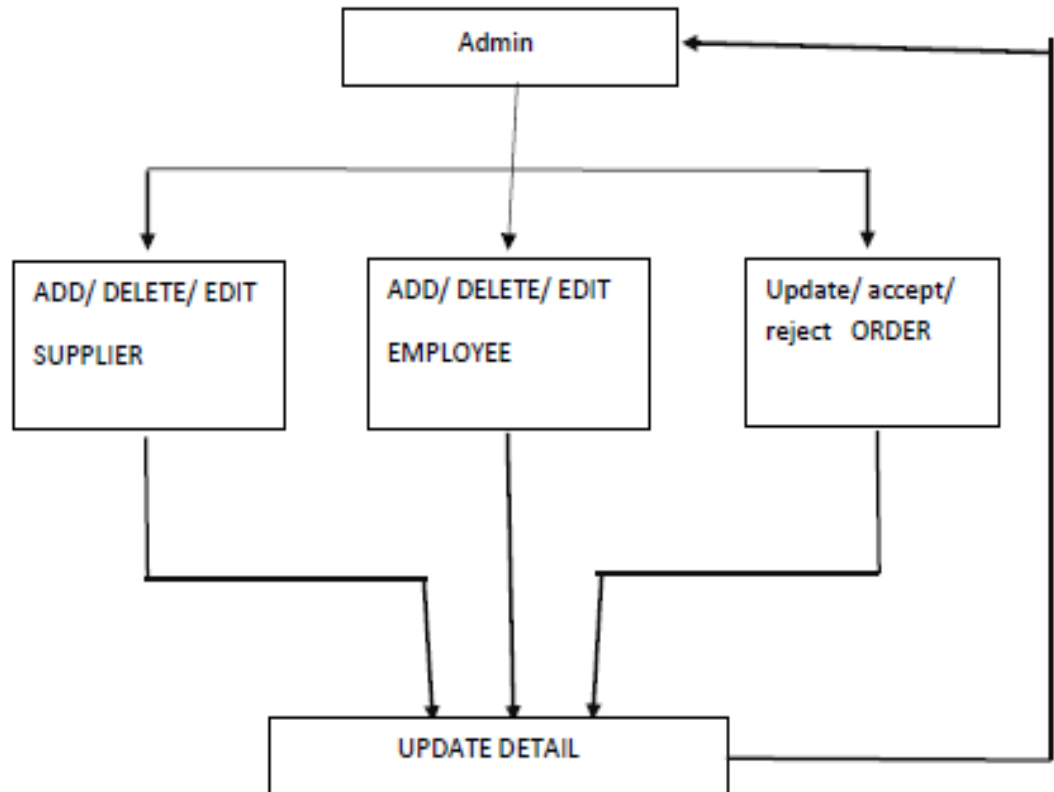 Admin
ADD/ DELETE/ EDIT
SUPPLIER
ADD/ DELETE/ EDIT
EMPLOYEE
Update/ accept/
reject ORDER
UPDATE DETAIL